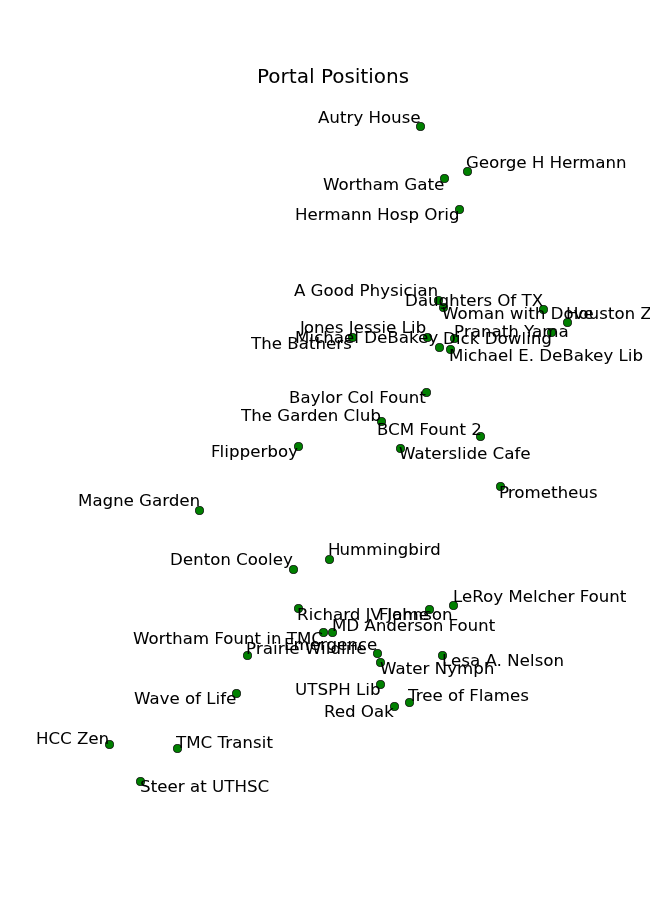 Portal Positions
Autry House
George H Hermann
Wortham Gate
Hermann Hosp Orig
A Good Physician
Daughters Of TX
Woman with Dove
Houston Z
Jones Jessie Lib
Pranath Yama
Michael DeBakey
Dick Dowling
The Bathers
Michael E. DeBakey Lib
Baylor Col Fount
The Garden Club
BCM Fount 2
Flipperboy
Waterslide Cafe
Prometheus
Magne Garden
Hummingbird
Denton Cooley
LeRoy Melcher Fount
Richard JV Johnson
Flame
MD Anderson Fount
Wortham Fount in TMC
Emergence
Prairie Wildlife
Lesa A. Nelson
Water Nymph
UTSPH Lib
Tree of Flames
Wave of Life
Red Oak
HCC Zen
TMC Transit
Steer at UTHSC